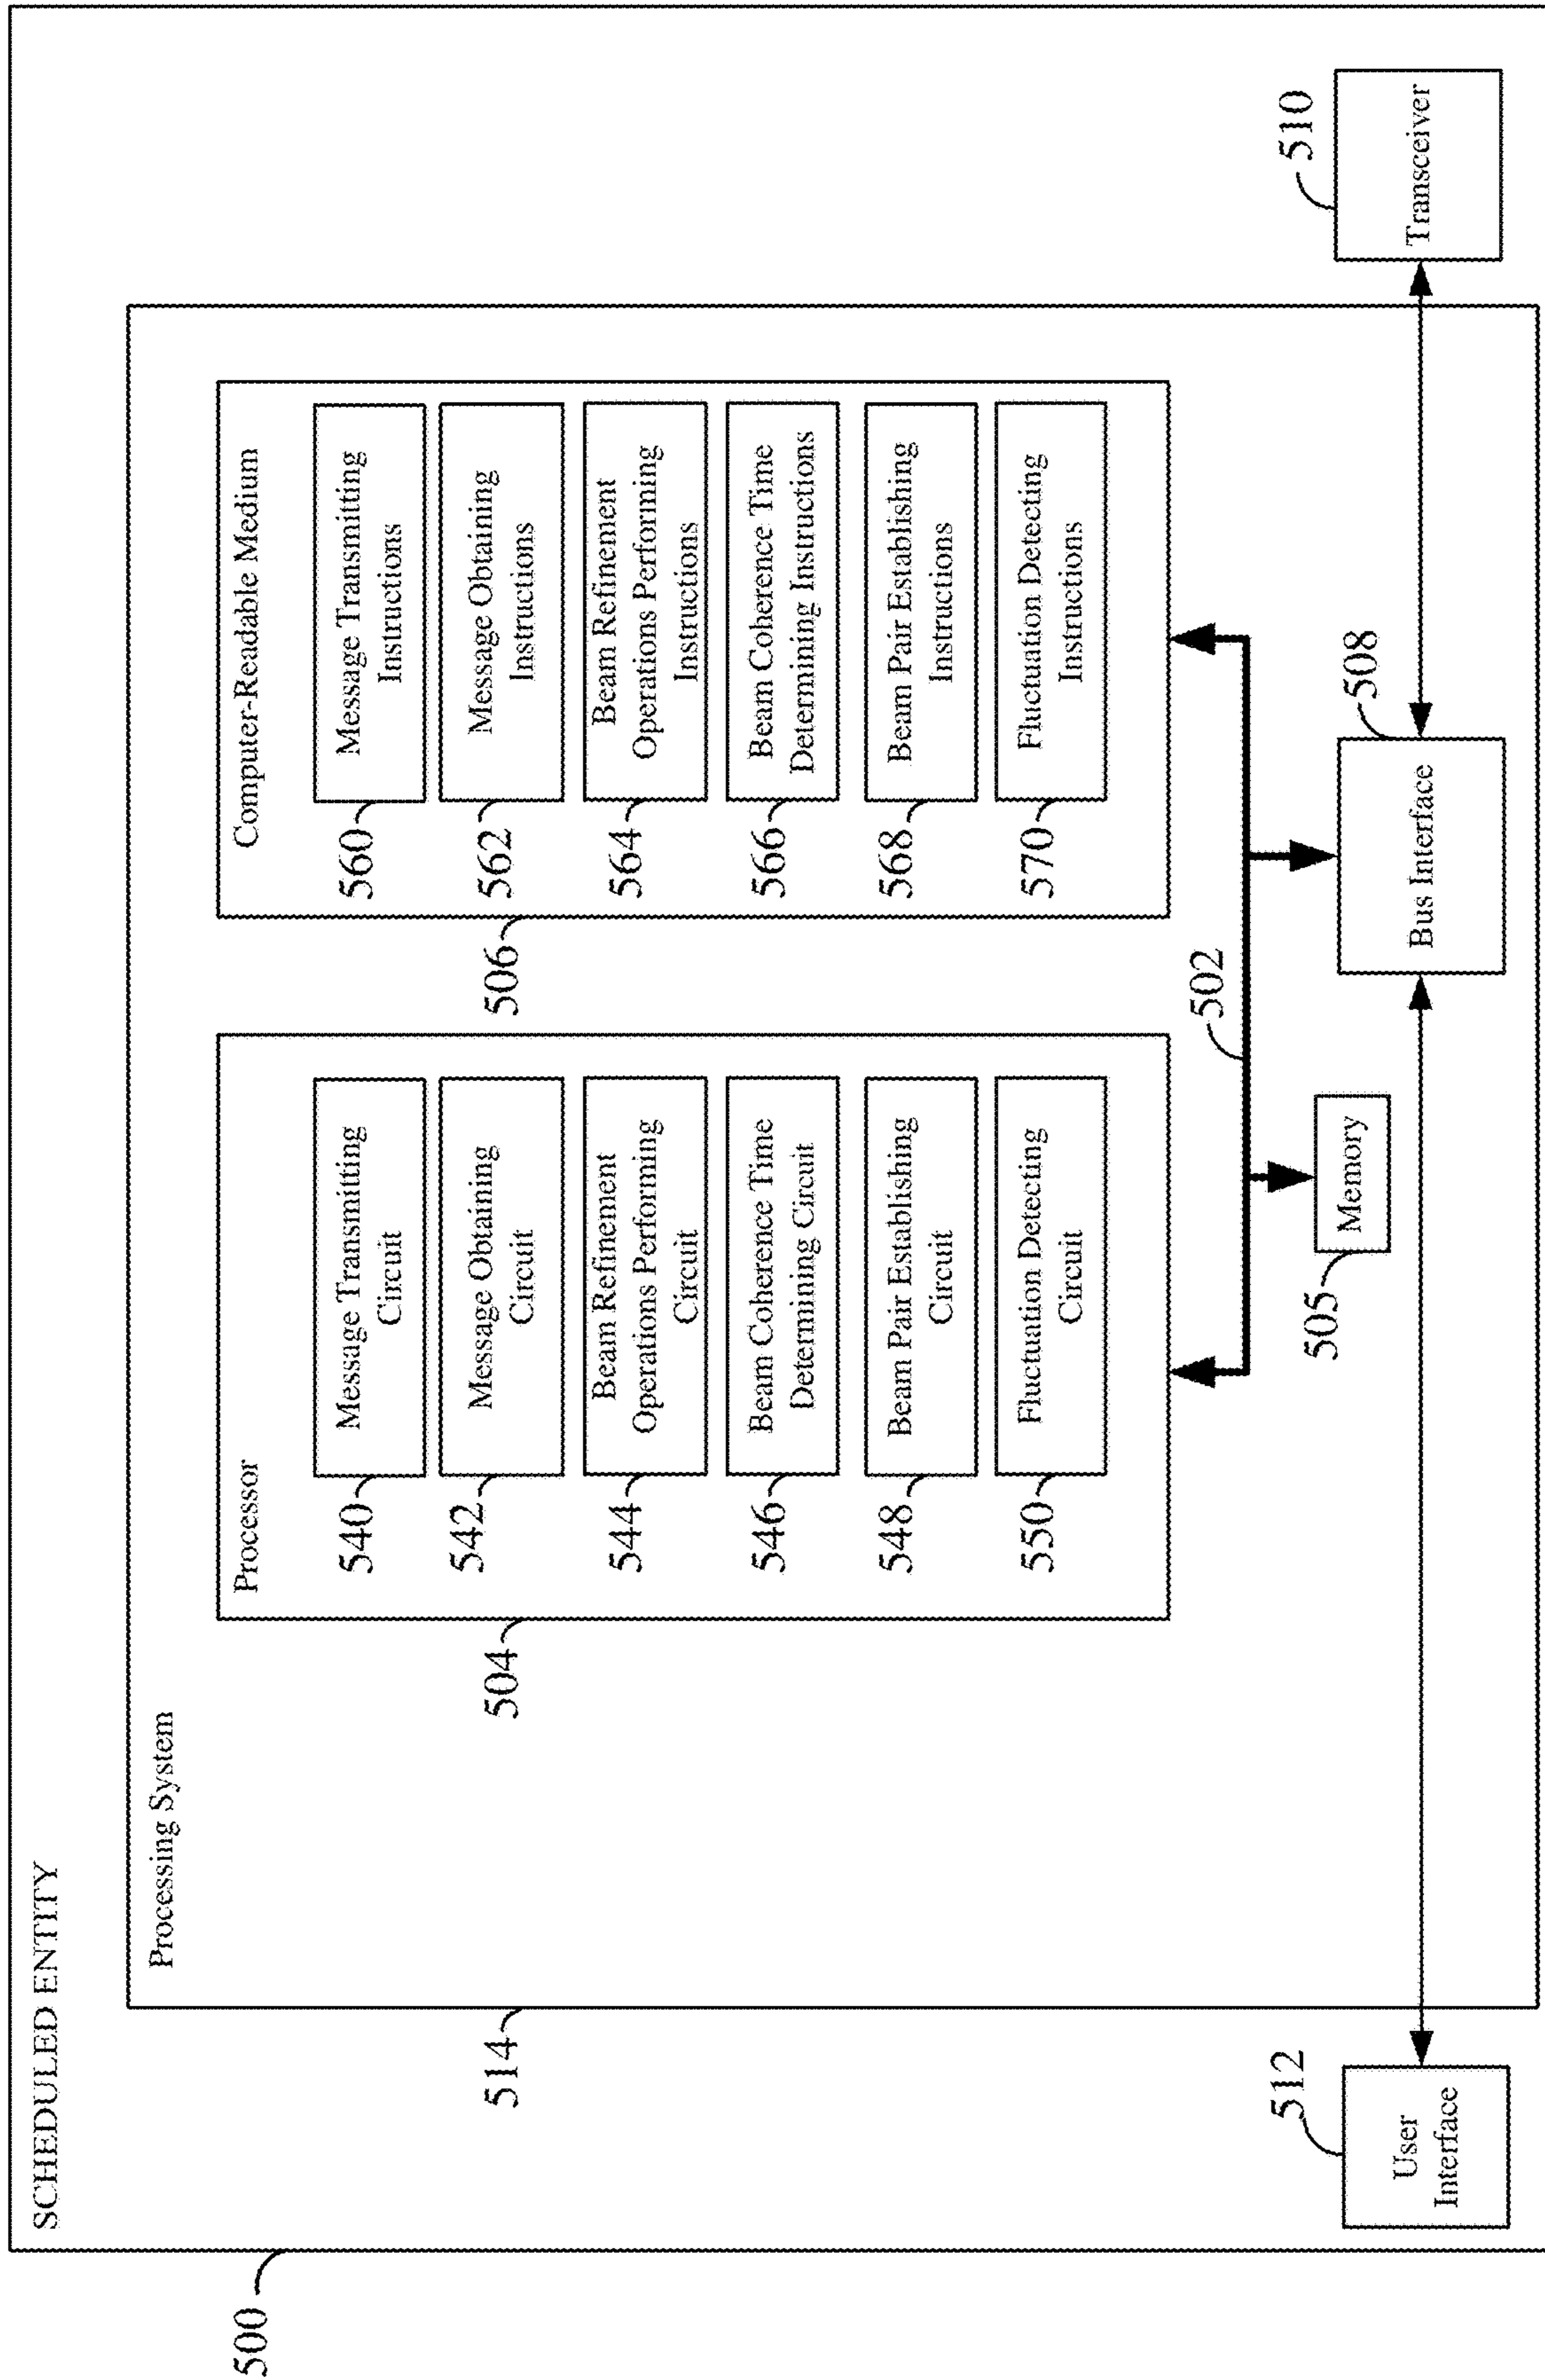 SCHEDULED ENTITY
500
Processing System
514
Processor
504
540
Message Transmitting
Circuit
542
Message Obtaining
Circuit
544
Beam Refinement
Operations Performing
Circuit
546
Beam Coherence Time
Determining Circuit
548
Beam Pair Establishing
Circuit
550
Fluctuation Detecting
Circuit
Computer-Readable Medium
506
560
Message Transmitting
Instructions
562
Message Obtaining
Instructions
564
Beam Refinement
Operations Performing
Instructions
566
Beam Coherence Time
Determining Instructions
568
Beam Pair Establishing
Instructions
570
Fluctuation Detecting
Instructions
502
505
Memory
508
Bus Interface
512
User
Interface
510
Transceiver